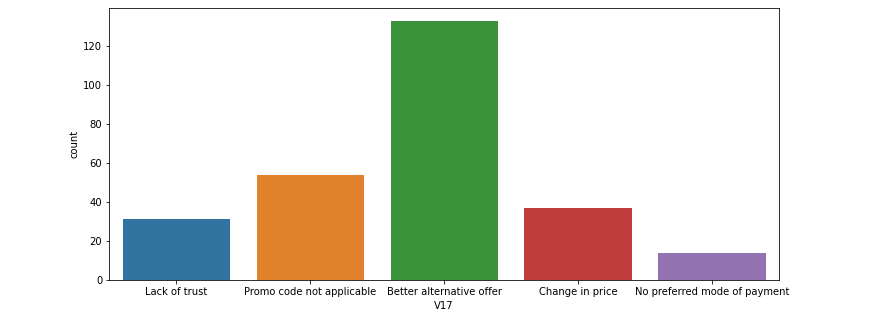 120
100
80
60
40
20
0
count
Lack of trust
Promo code not applicable
Better alternative offer
Change in price
No preferred mode of payment
V17